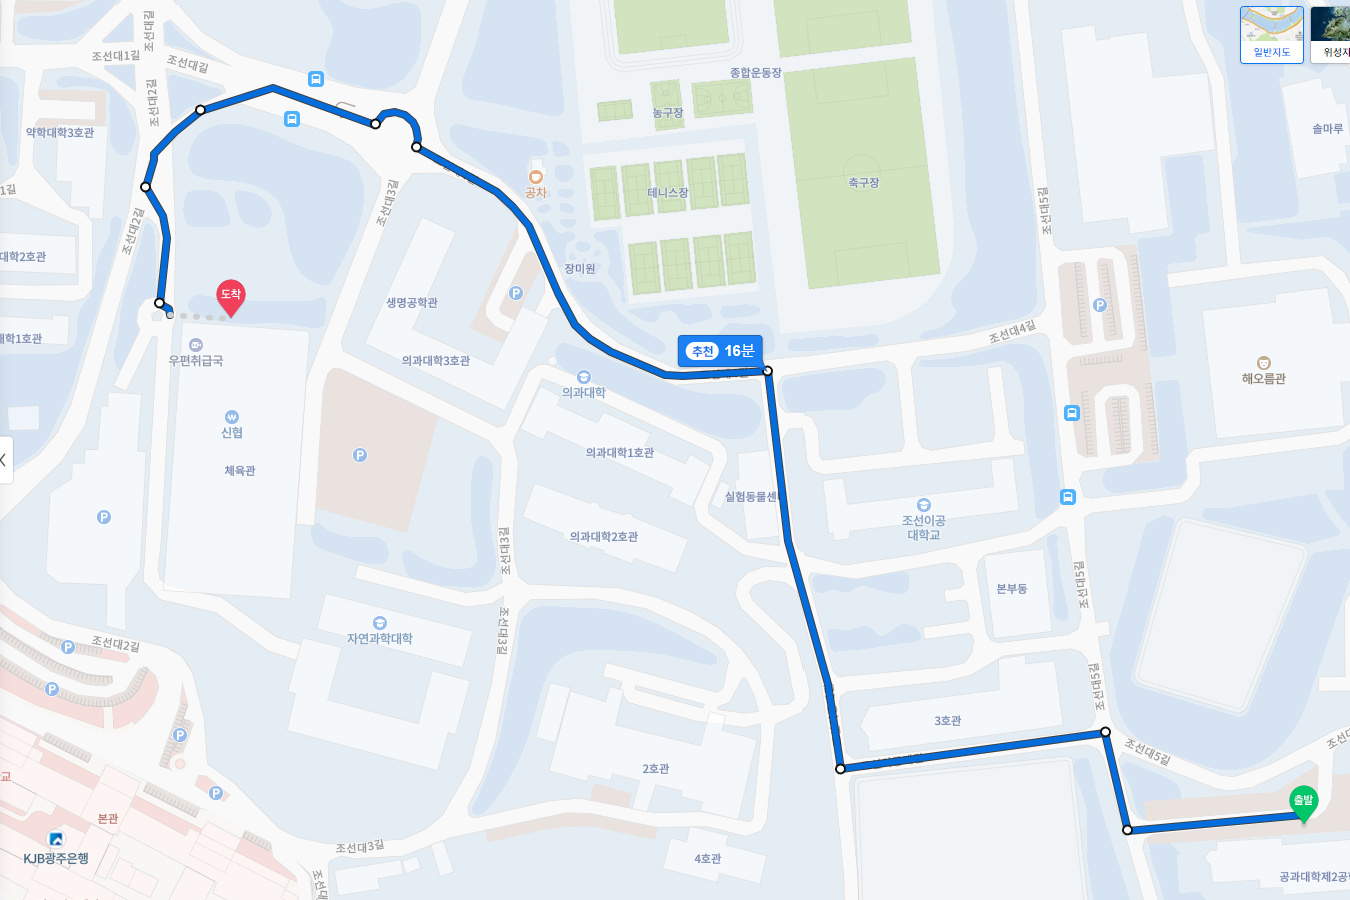 조선대길
조선대1길
조선대길
일반지도
위성지
종합운동장
조선대2길
농구장
약학대학3호관
솔마루
축구장
공차
테니스장
1길
조선대3길
조선대5길
조선대2길
대2호관
장미원
도착
생명공학관
P
P
학1호관
조선대4길
우편취급국
추천 16분
의과대학3호관
해오름관
의과대학
신협
의과대학1호관
P
체육관
실험동물센
P
조선이공
대학교
의과대학2호관
조선대3길
조선대5길
본부동
자연과학대학
조선대3길
P
조선대2길
P
조선대5길
3호관
P
조선대5길
조선대
2호관
교
P
출발
본관
KJB광주은행
조선대3길
4호관
공과대학제2공
조선대길